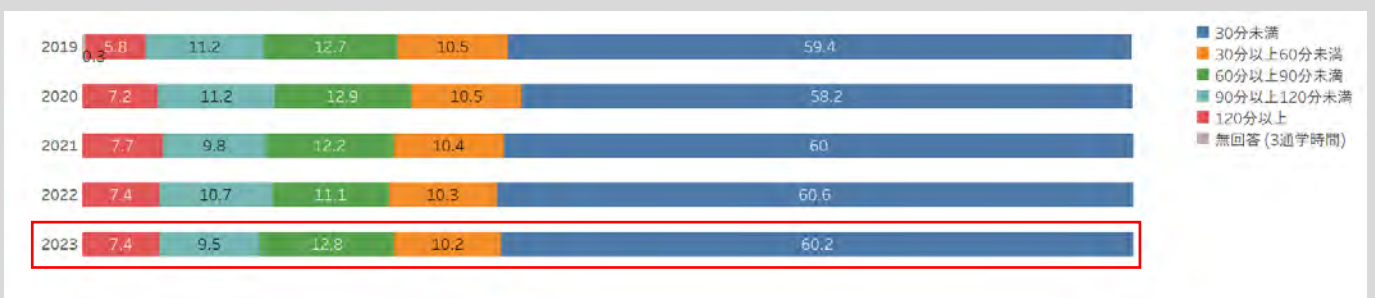 2019 0.3 5.8 11.2 12.7 10.5 59.4
2020 7.2 11.2 12.9 10.5 58.2
2021 7.7 9.8 12.2 10.4 60
2022 7.4 10.7 11.1 10.3 60.6
2023 7.4 9.5 12.8 10.2 60.2
30分未満
30分以上60分未満
60分以上90分未満
90分以上120分未満
120分以上
無回答 (3通学時間)